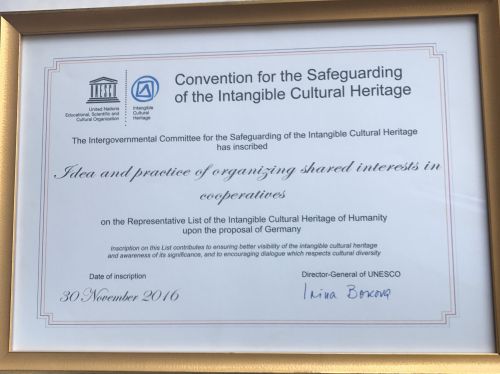 Convention for the Safeguarding
of the Intangible Cultural Heritage
United Nations
Educational, Scientific and
Cultural Organization
Intangible
Cultural
Heritage
The Intergovernmental Committee for the Safeguarding of the Intangible Cultural Heritage
has inscribed
Idea and practice of organizing shared interests in
cooperatives
on the Representative List of the Intangible Cultural Heritage of Humanity
upon the proposal of Germany
Inscription on this List contributes to ensuring better visibility of the intangible cultural heritage
and awareness of its significance, and to encouraging dialogue which respects cultural diversity
Date of inscription
30 November 2016
Director-General of UNESCO
Irina Bokova